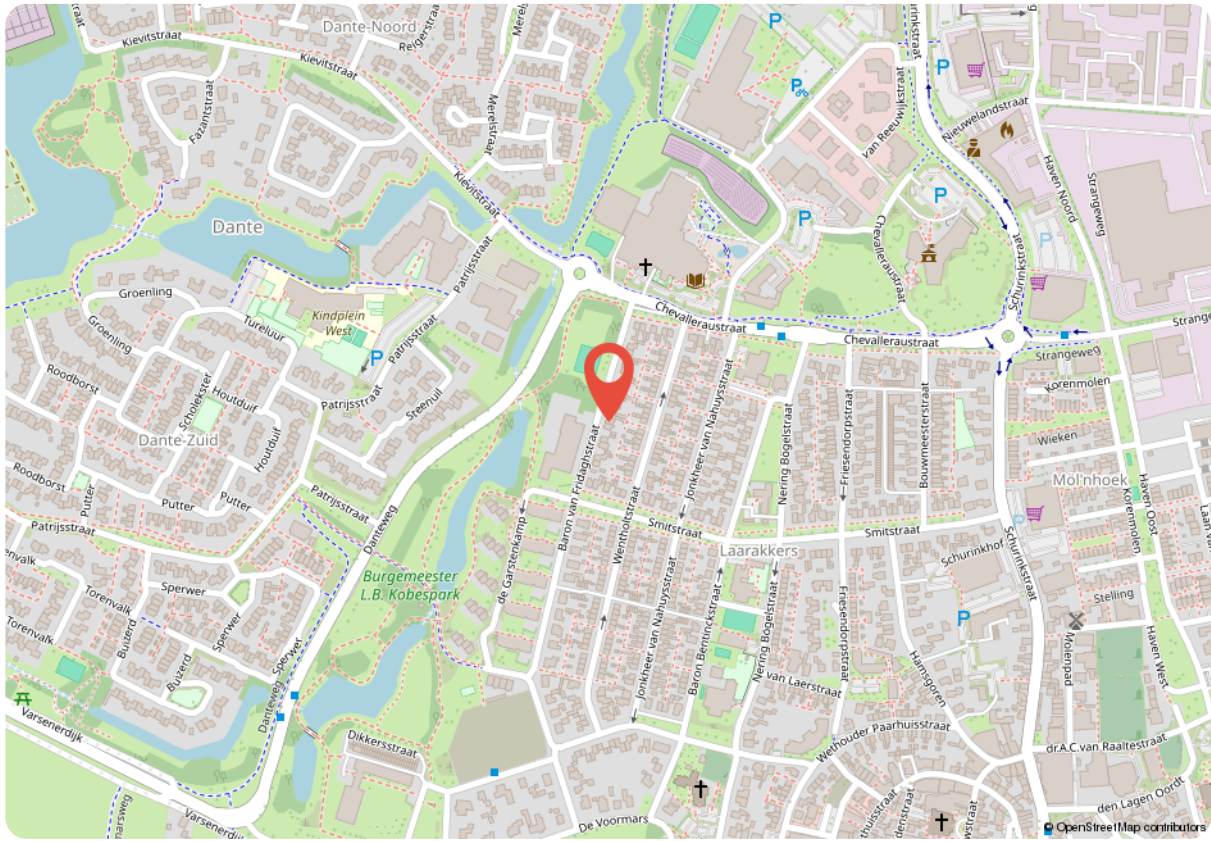 Dante-Noord
Reigerstraat
Merelstraat
Kievitstraat
Kievitstraat
Fazantstraat
Merelstraat
Kievitstraat
P
P
P
van Reeuwijkstraat
Nieuwelandstraat
Haven Noord
Strangeweg
P
P
P
Schurinkstraat
Chevalleraustraat
Dante
Patrijsstraat
Groenling
Groenling
Tureluur
Kindplein
West
P
Patrijsstraat
Patrijsstraat
Steenuil
Chevalleraustraat
Chevalleraustraat
Strangeweg
Korenmolen
Wieken
Roodborst
Scholekster
Houtduif
Houtduif
Dante-Zuid
Roodborst
Putter
Putter
Putter
Patrijsstraat
Patrijsstraat
Danteweg
Baron van Fridaghstraat
Wentholtstraat
Jonkheer van Nahuysstraat
Nering Bogelstraat
Friesendorpstraat
Bouwmeesterstraat
Mol'nhoek
Korenmolen
Haven Oost
P
Smitstraat
Smitstraat
Laarakkers
Schurinkhof
Schurinkstraat
Burgemeester
L.B. Kobespark
de Garstenkamp
Jonkheer van Nahuysstraat
Baron Bentinckstraat
Nering Bogelstraat
Friesendorpstraat
Stelling
P
Molenpad
Haven West
Torenvalk
Torenvalk
Sperwer
Sperwer
Sperwer
Buizerd
Buizerd
Danteweg
Varsenerdijk
van Laerstraat
Hamsgoren
Wethouder Paarhuisstraat
dr.A.C.van Raaltestraat
Dikkersstraat
De Voormars
den Lagen Oordt
© OpenStreetMap contributors